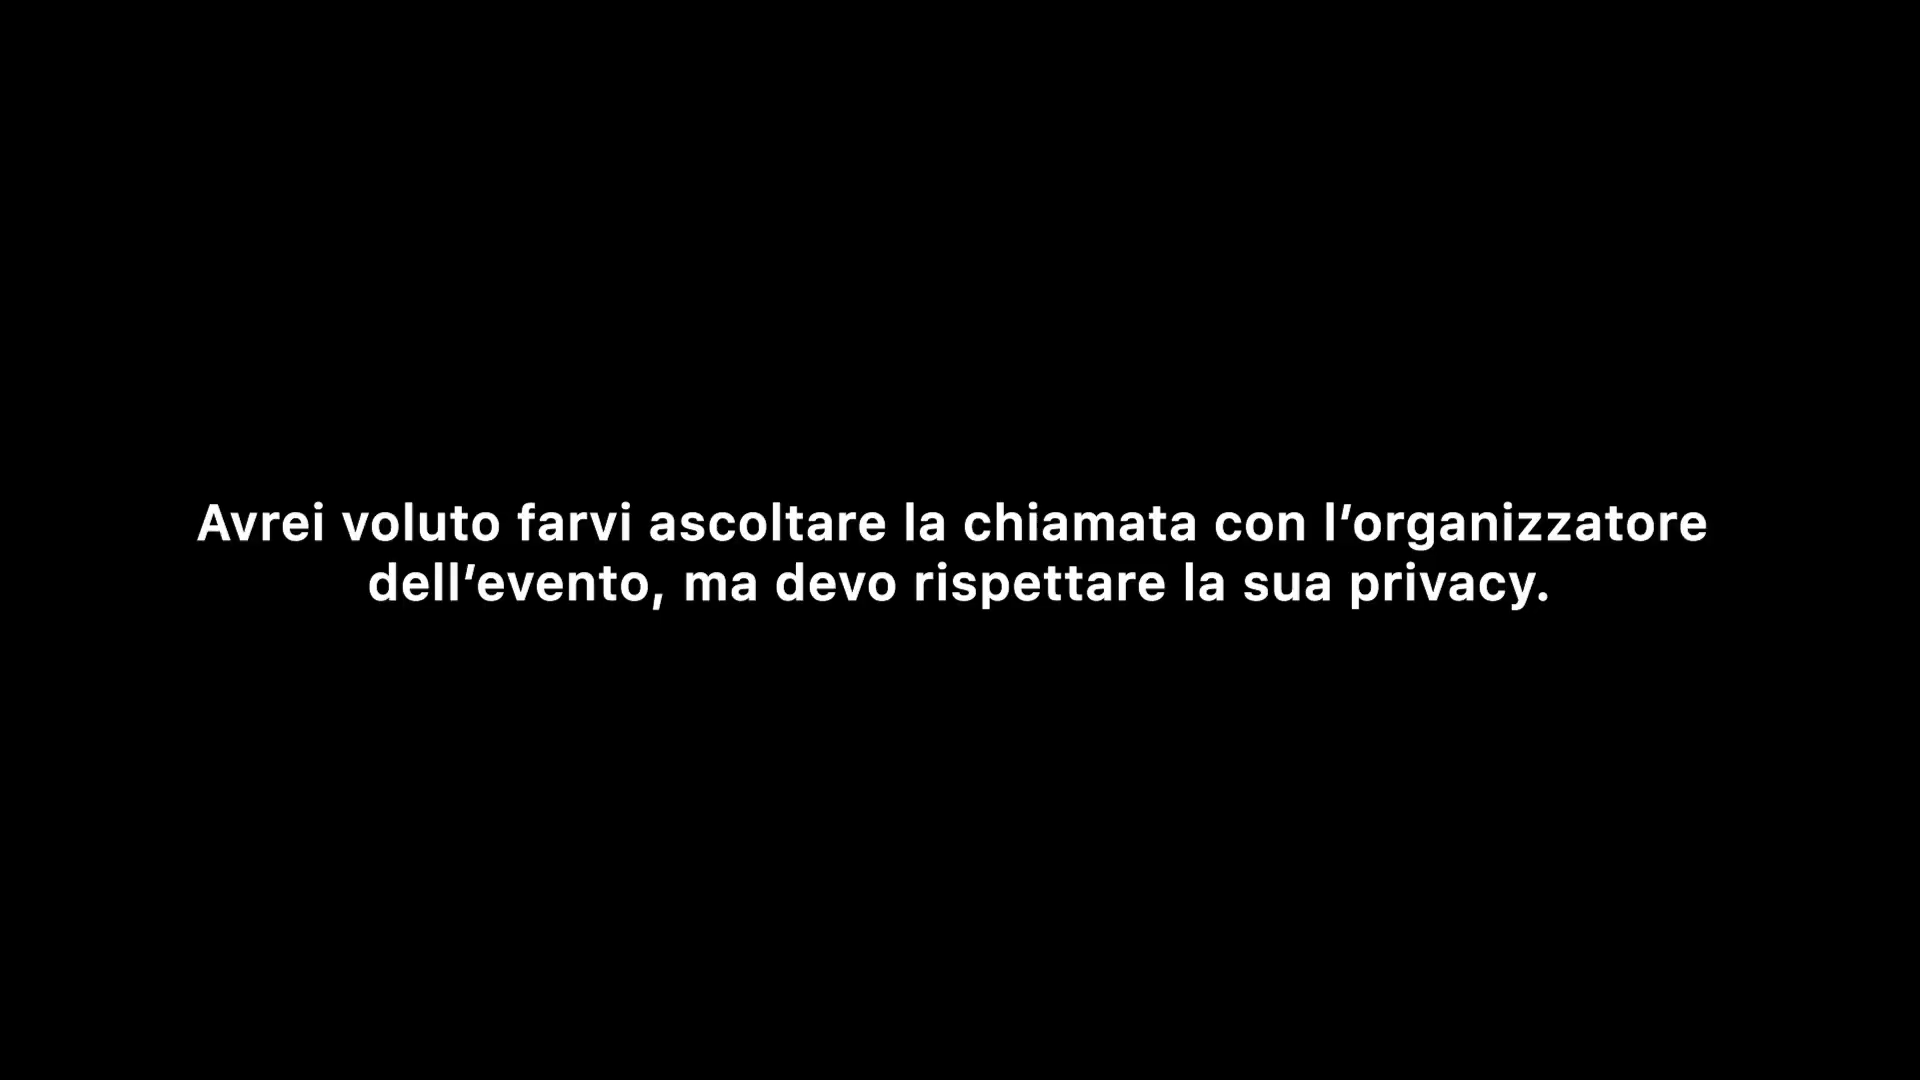 Avrei voluto farvi ascoltare la chiamata con l’organizzatore
dell’evento, ma devo rispettare la sua privacy.